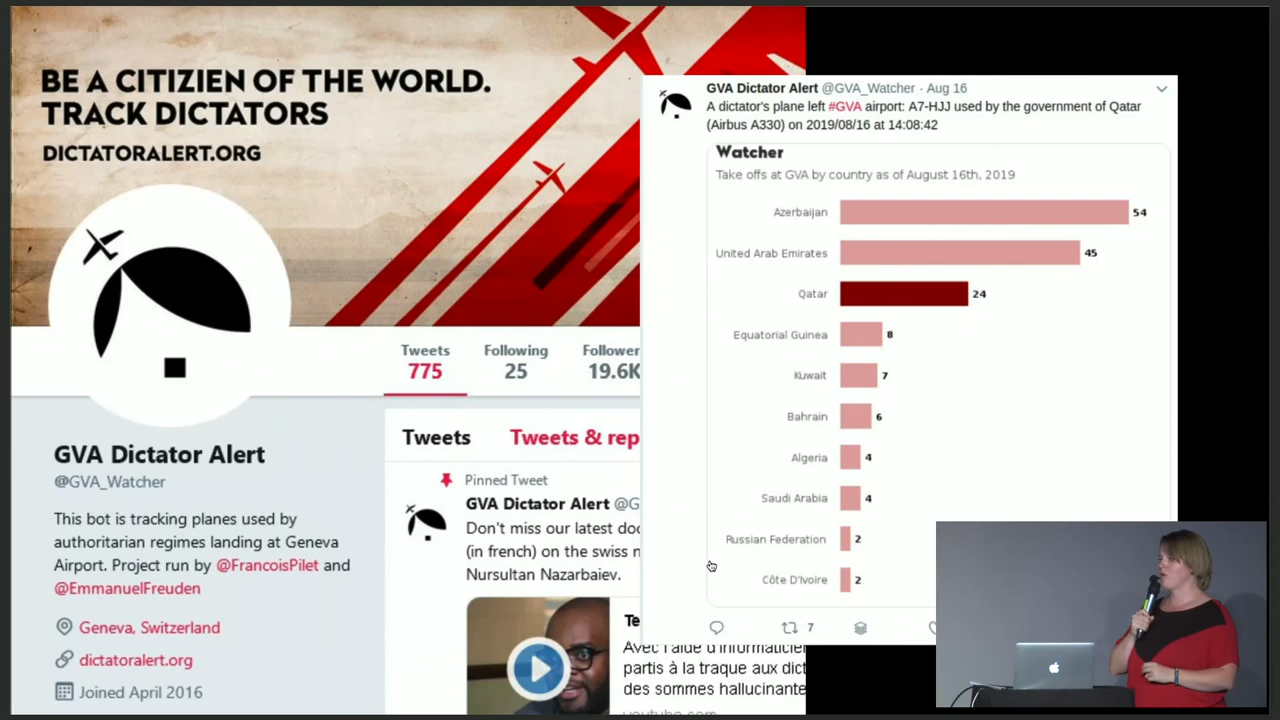 BE A CITIZIEN OF THE WORLD.
TRACK DICTATORS
DICTATORALERT.ORG
Tweets
Following
775
25
19.6K
GVA Dictator Alert
@GVA_Watcher
This bot is tracking planes used by
authoritarian regimes landing at Geneva
Airport. Project run by @FrancoisPilet and
@EmmanuelFreuden
Geneva, Switzerland
dictatoralert.org
Joined April 2016
Tweets Tweets & rep
Pinned Tweet
GVA Dictator Alert @G
Don't miss our latest doc
(in french) on the swiss n
Nursultan Nazarbaiev.
Te
Avec l'aide d'informaticien
partis à la traque aux dict
des sommes hallucinante
youtube.com
GVA Dictator Alert @GVA_Watcher · Aug 16
A dictator's plane left #GVA airport: A7-HJJ used by the government of Qatar
(Airbus A330) on 2019/08/16 at 14:08:42
Watcher
Take offs at GVA by country as of August 16th, 2019
Azerbaijan 54
United Arab Emirates 45
Qatar 24
Equatorial Guinea 8
Kuwait 7
Bahrain 6
Algeria 4
Saudi Arabia 4
Russian Federation 2
Côte D'Ivoire 2
7